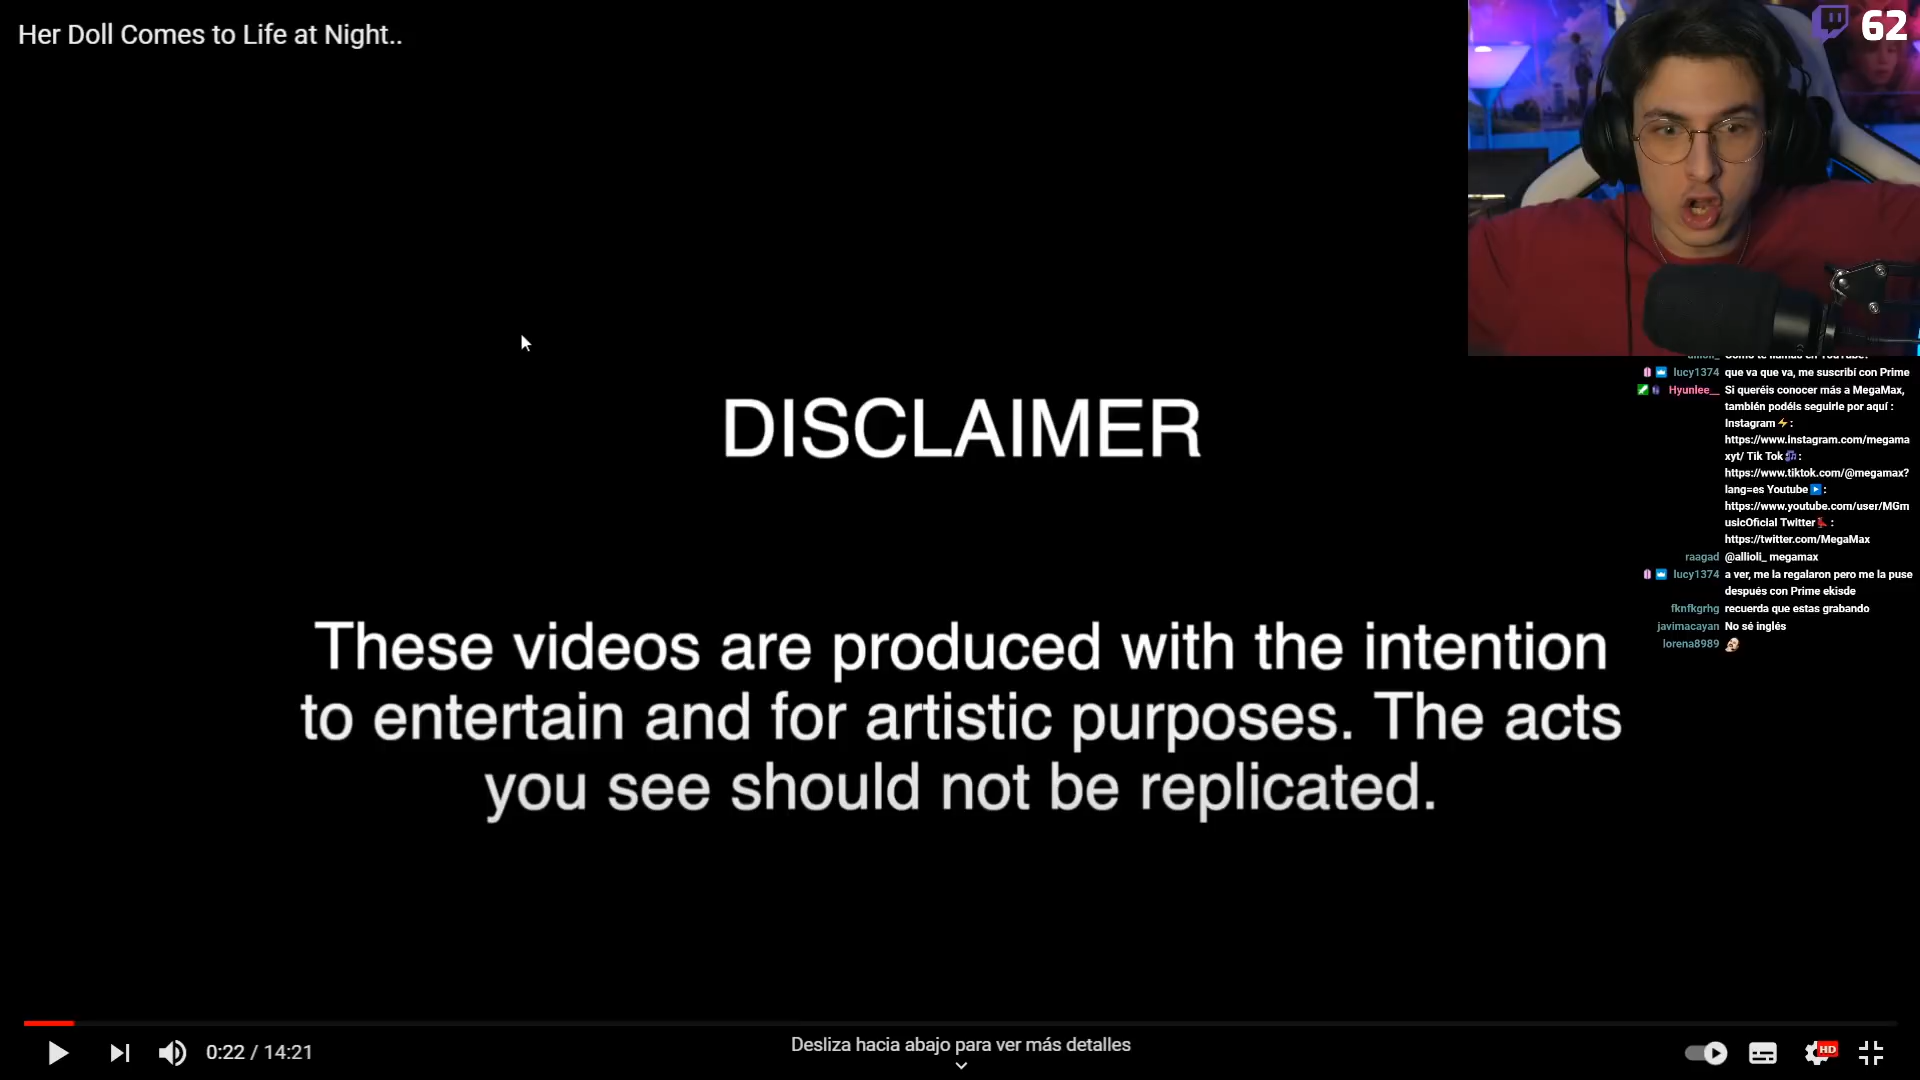 Her Doll Comes to Life at Night..
62
DISCLAIMER
These videos are produced with the intention
to entertain and for artistic purposes. The acts
you see should not be replicated.
lucy1374 que va que va, me suscribí con Prime
Hyunlee__ Si queréis conocer más a MegaMax,
también podéis seguirle por aquí :
Instagram⚡:
https://www.instagram.com/megama
xyt/ Tik Tok🎵:
https://www.tiktok.com/@megamax?
lang=es Youtube▶️:
https://www.youtube.com/user/MGm
usicOficial Twitter🐦:
https://twitter.com/MegaMax
raagad @allioli_ megamax
lucy1374 a ver, me la regalaron pero me la puse
después con Prime ekisde
fknfkgrhg recuerda que estas grabando
javimacayan No sé inglés
lorena8989
0:22 / 14:21
Desliza hacia abajo para ver más detalles
HD